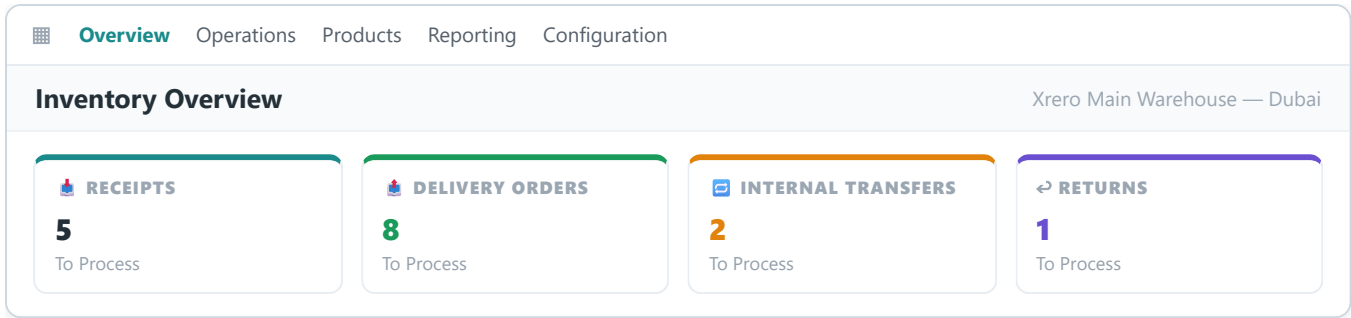 Overview Operations Products Reporting Configuration
Inventory Overview
Xrero Main Warehouse — Dubai
RECEIPTS
5
To Process
DELIVERY ORDERS
8
To Process
INTERNAL TRANSFERS
2
To Process
RETURNS
1
To Process